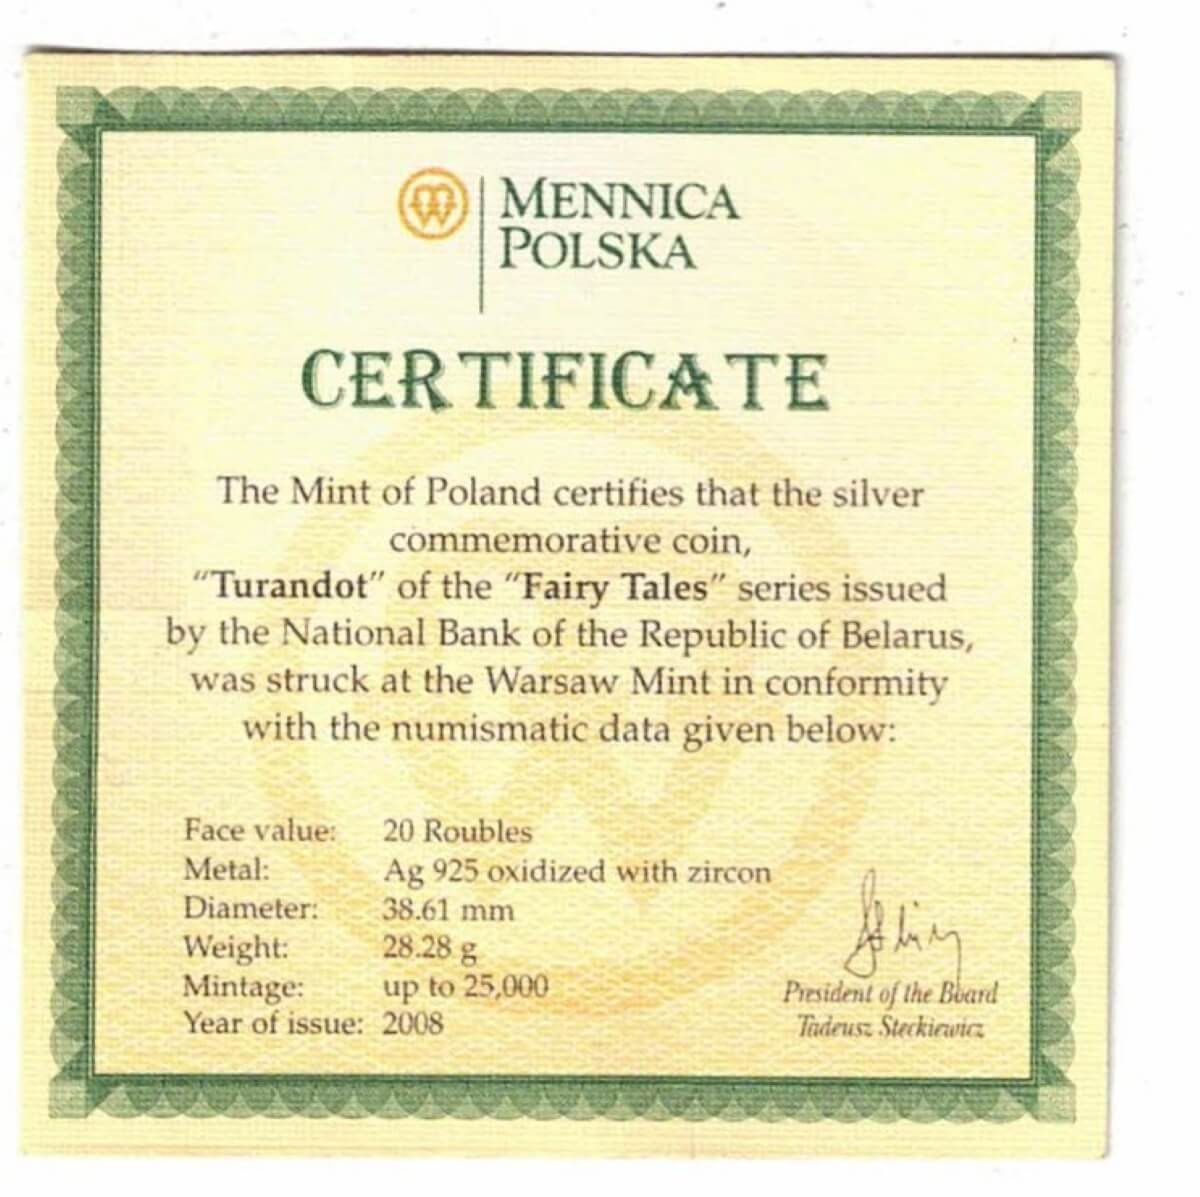 MENNICA
POLSKA
CERTIFICATE
The Mint of Poland certifies that the silver
commemorative coin,
"Turandot" of the "Fairy Tales" series issued
by the National Bank of the Republic of Belarus,
was struck at the Warsaw Mint in conformity
with the numismatic data given below:
Face value: 20 Roubles
Metal: Ag 925 oxidized with zircon
Diameter: 38.61 mm
Weight: 28.28 g
Mintage: up to 25,000
Year of issue: 2008
President of the Board
Tadeusz Steckiewicz